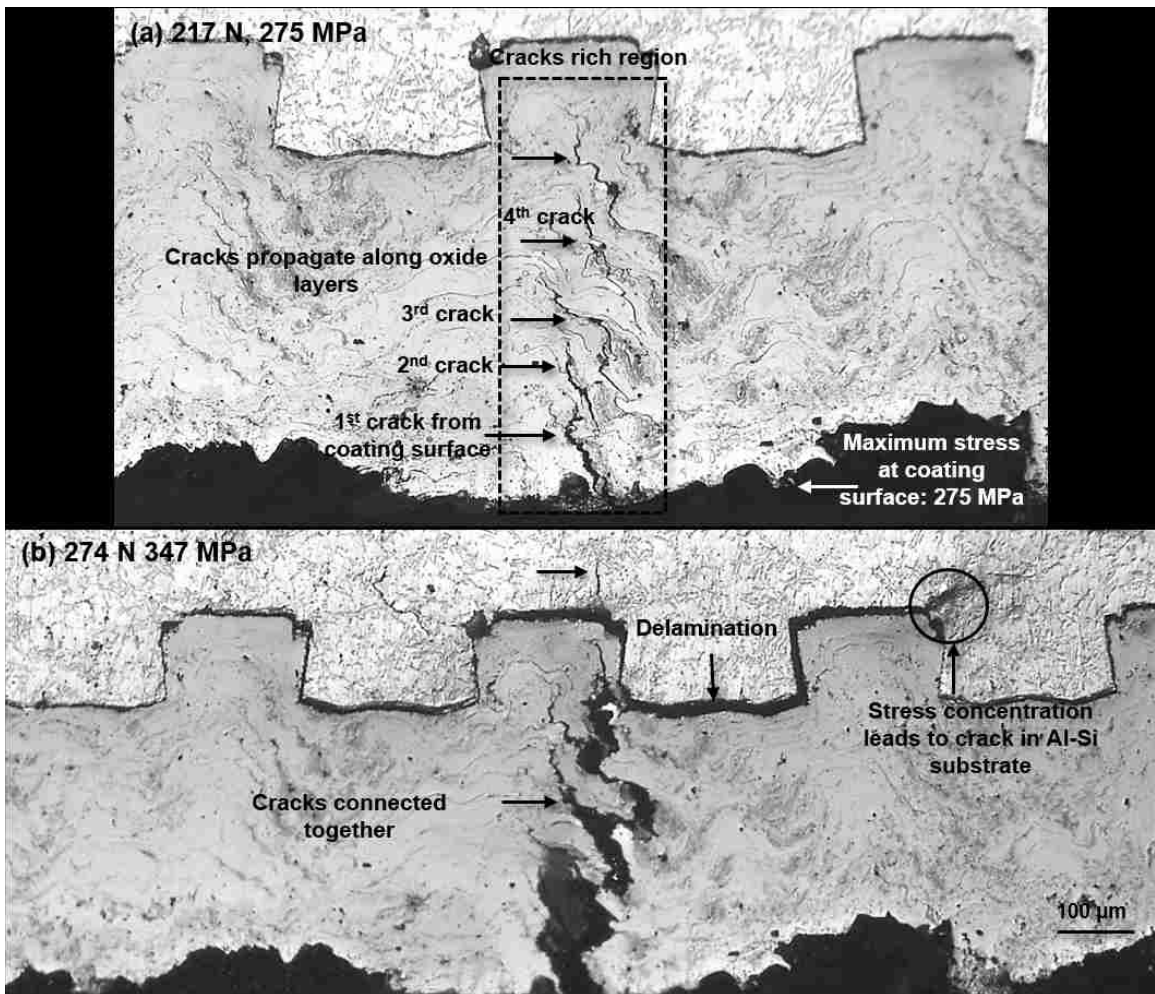 (a) 217 N, 275 MPa
Cracks rich region
4th crack
Cracks propagate along oxide
layers
3rd crack
2nd crack
1st crack from
coating surface
Maximum stress
at coating
surface: 275 MPa
(b) 274 N 347 MPa
Delamination
Stress concentration
leads to crack in Al-Si
substrate
Cracks connected
together
100 μm